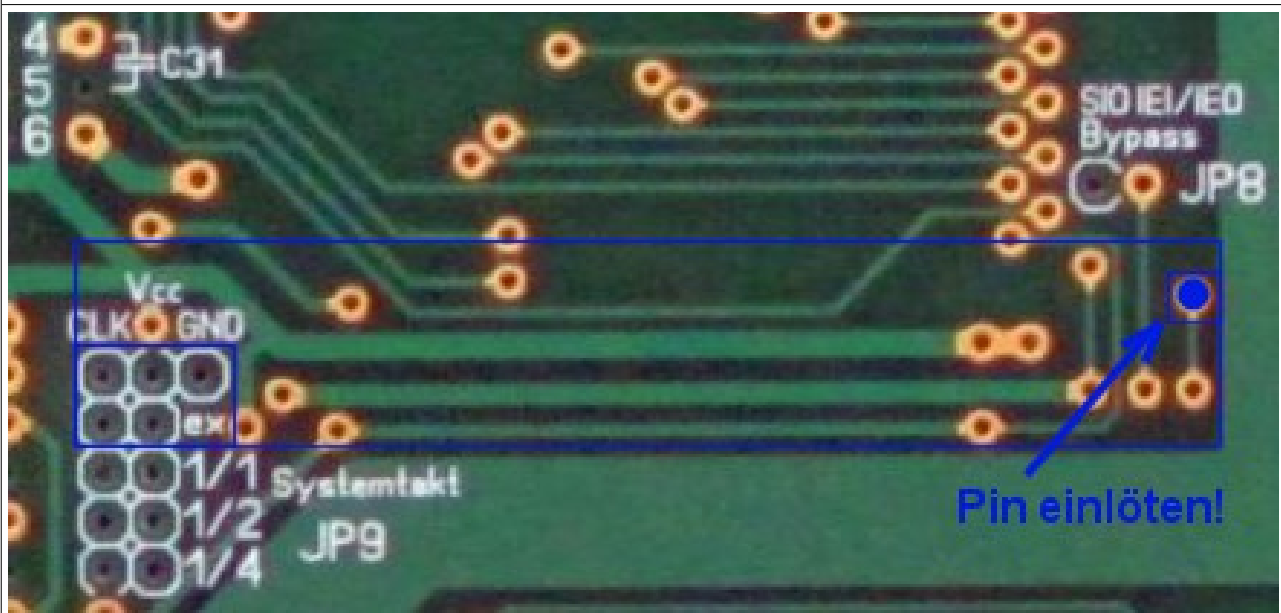 4
C31
5
6
SIO IEI/IEO
Bypass
JP8
Vcc
CLK GND
ex
1/1 Systemtakt
1/2
JP9
1/4
Pin einlöten!